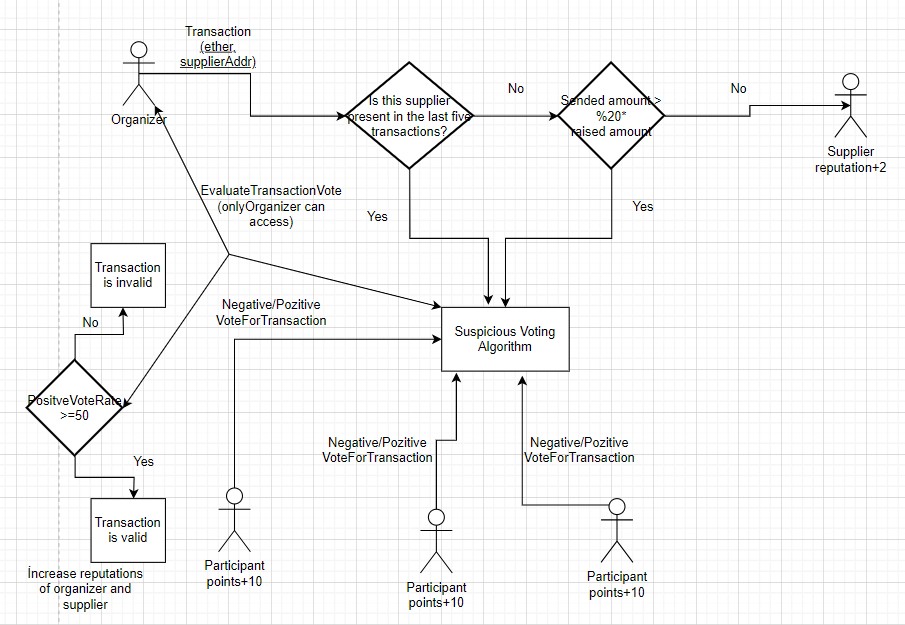 Transaction
(ether,
supplierAddr)
Organizer
Is this supplier
present in the last five
transactions?
No
Sended amount >
%20*
raised amount
No
Supplier
reputation+2
EvaluateTransactionVote
(onlyOrganizer can
access)
Yes
Yes
Transaction
is invalid
No
Negative/Pozitive
VoteForTransaction
Suspicious Voting
Algorithm
PositveVoteRate
>=50
Yes
Negative/Pozitive
VoteForTransaction
Negative/Pozitive
VoteForTransaction
Transaction
is valid
İncrease reputations
of organizer and
supplier
Participant
points+10
Participant
points+10
Participant
points+10